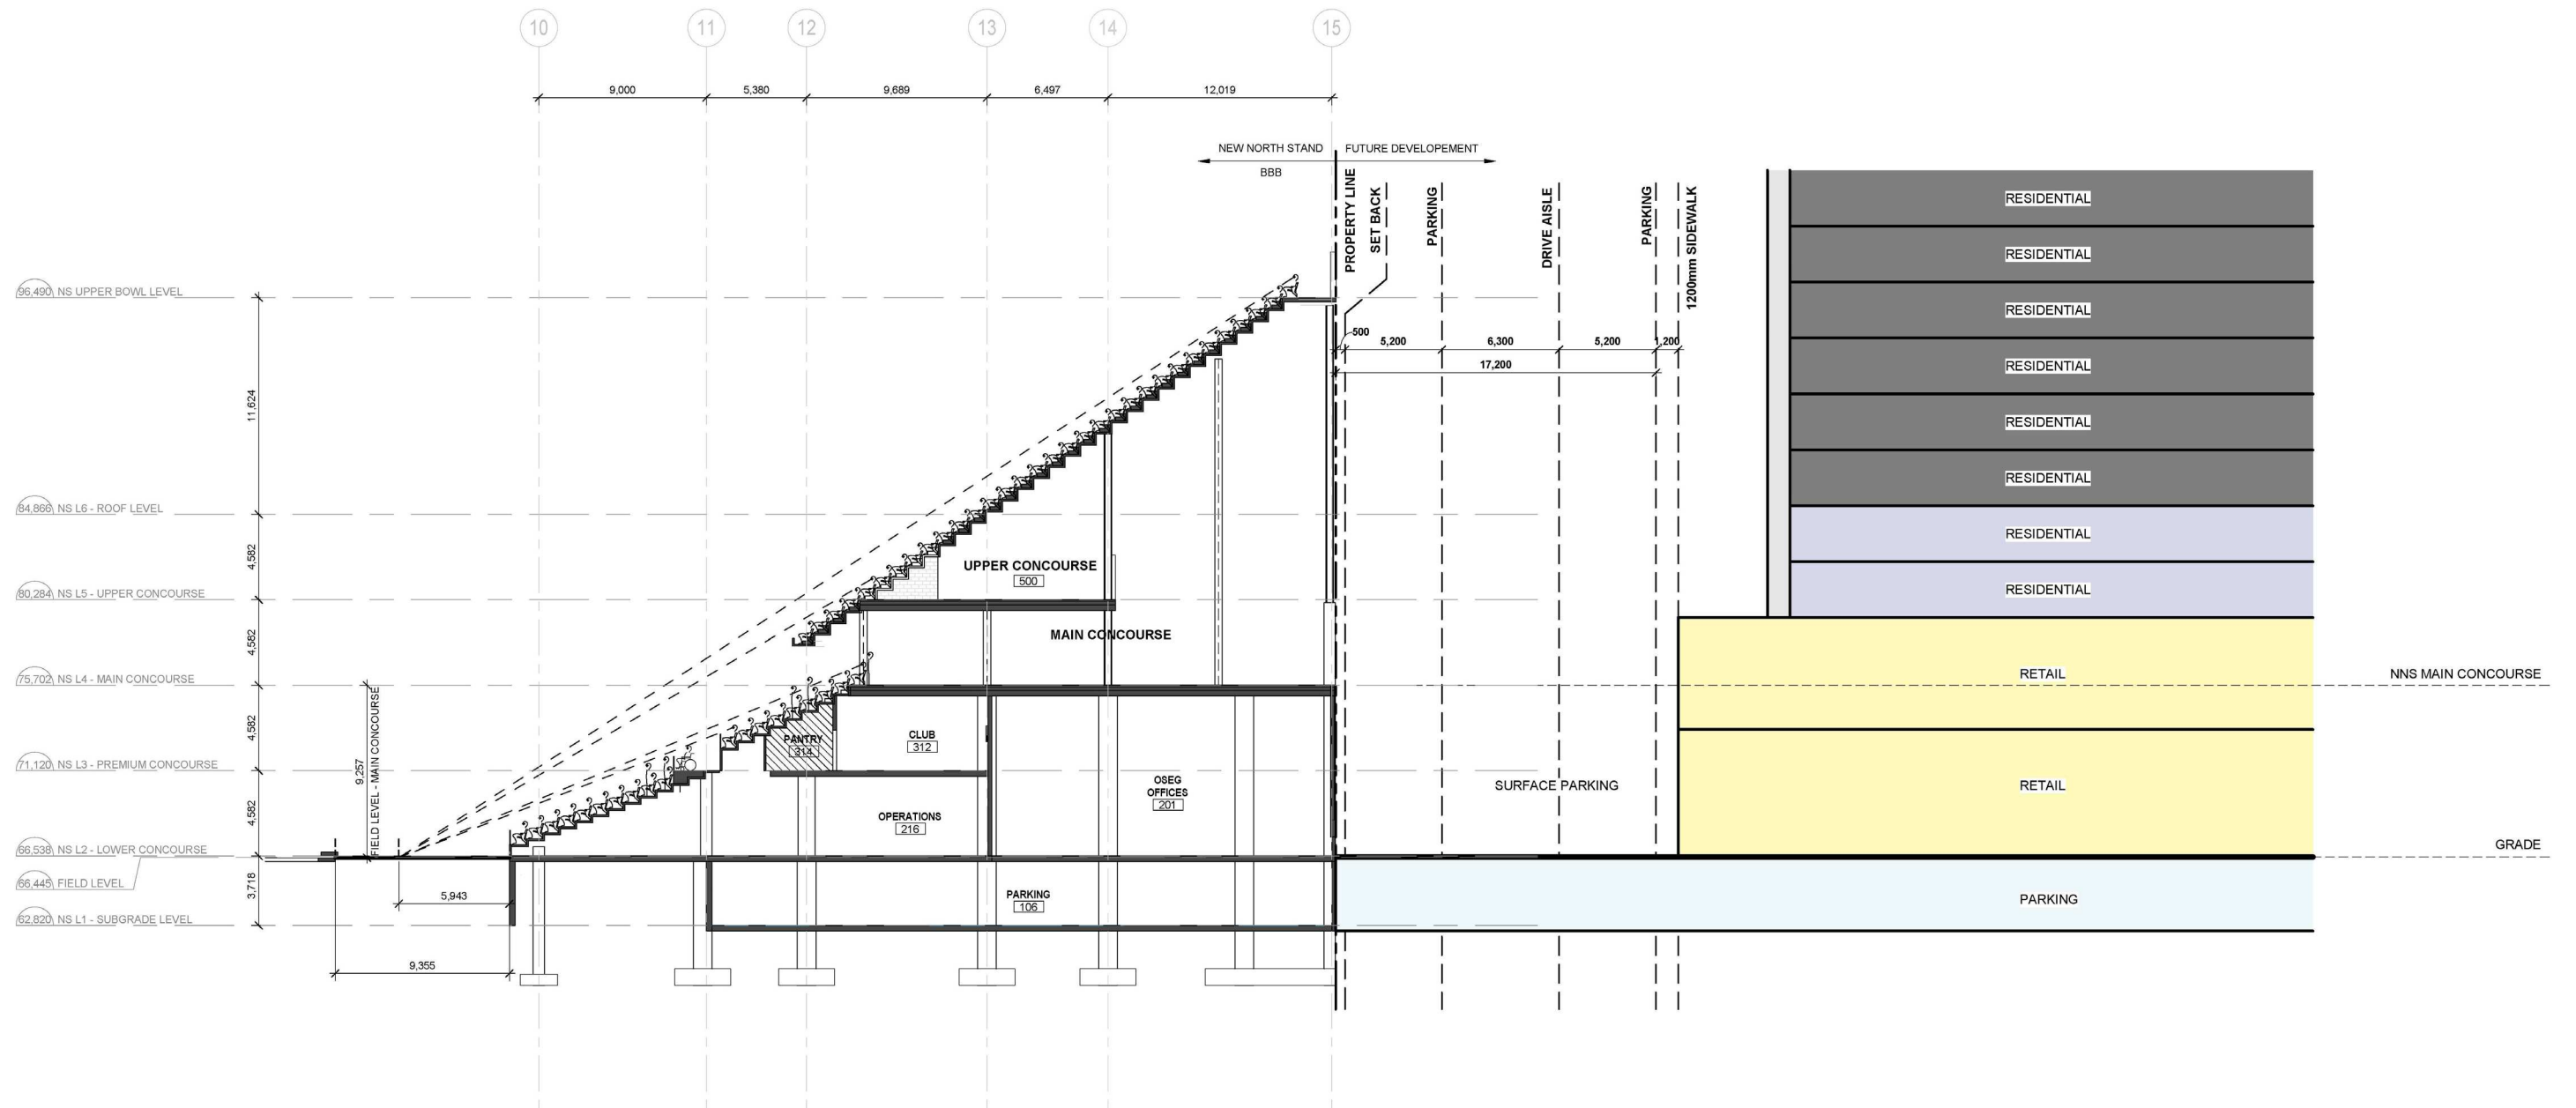 10
11
12
13
14
15
9,000
5,380
9,689
6,497
12,019
NEW NORTH STAND
FUTURE DEVELOPEMENT
BBB
PROPERTY LINE
SET BACK
PARKING
DRIVE AISLE
PARKING
1200mm SIDEWALK
500
5,200
6,300
5,200
1,200
17,200
96,490 NS UPPER BOWL LEVEL
11,624
84,866 NS L6 - ROOF LEVEL
4,582
80,284 NS L5 - UPPER CONCOURSE
4,582
75,702 NS L4 - MAIN CONCOURSE
4,582
71,120 NS L3 - PREMIUM CONCOURSE
4,582
66,538 NS L2 - LOWER CONCOURSE
66,445 FIELD LEVEL
3,718
62,820 NS L1 - SUBGRADE LEVEL
9,257
FIELD LEVEL - MAIN CONCOURSE
5,943
9,355
UPPER CONCOURSE
500
MAIN CONCOURSE
PANTRY
314
CLUB
312
OPERATIONS
216
OSEG
OFFICES
201
PARKING
106
SURFACE PARKING
RESIDENTIAL
RESIDENTIAL
RESIDENTIAL
RESIDENTIAL
RESIDENTIAL
RESIDENTIAL
RESIDENTIAL
RESIDENTIAL
RETAIL
RETAIL
PARKING
NNS MAIN CONCOURSE
GRADE